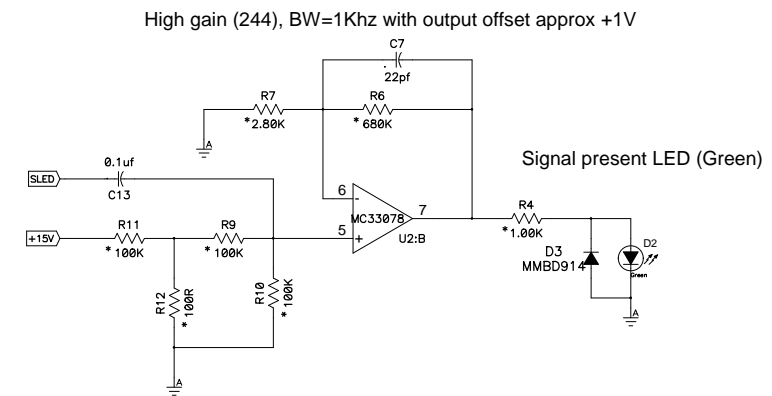 High gain (244), BW=1Khz with output offset approx +1V
C7
22pf
R7
* 2.80K
R6
* 680K
A
0.1uf
SLED
C13
Signal present LED (Green)
6
-
MC33078
7
5
+
U2:B
R4
* 1.00K
+15V
R11
* 100K
R9
* 100K
D3
MMBD914
D2
Green
R12
* 100R
R10
* 100K
A
A